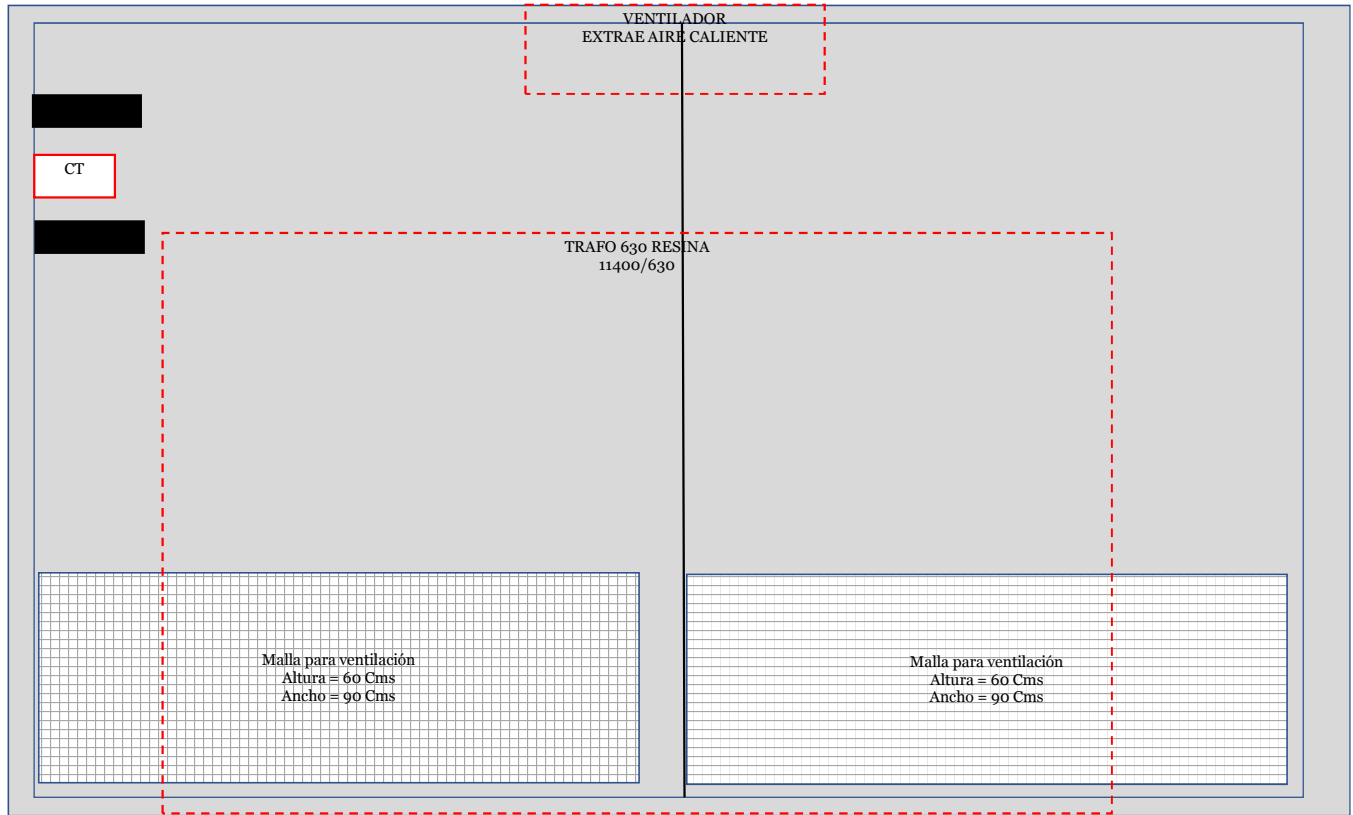 VENTILADOR
EXTRAE AIRE CALIENTE
CT
TRAFO 630 RESINA
11400/630
Malla para ventilación
Altura = 60 Cms
Ancho = 90 Cms
Malla para ventilación
Altura = 60 Cms
Ancho = 90 Cms